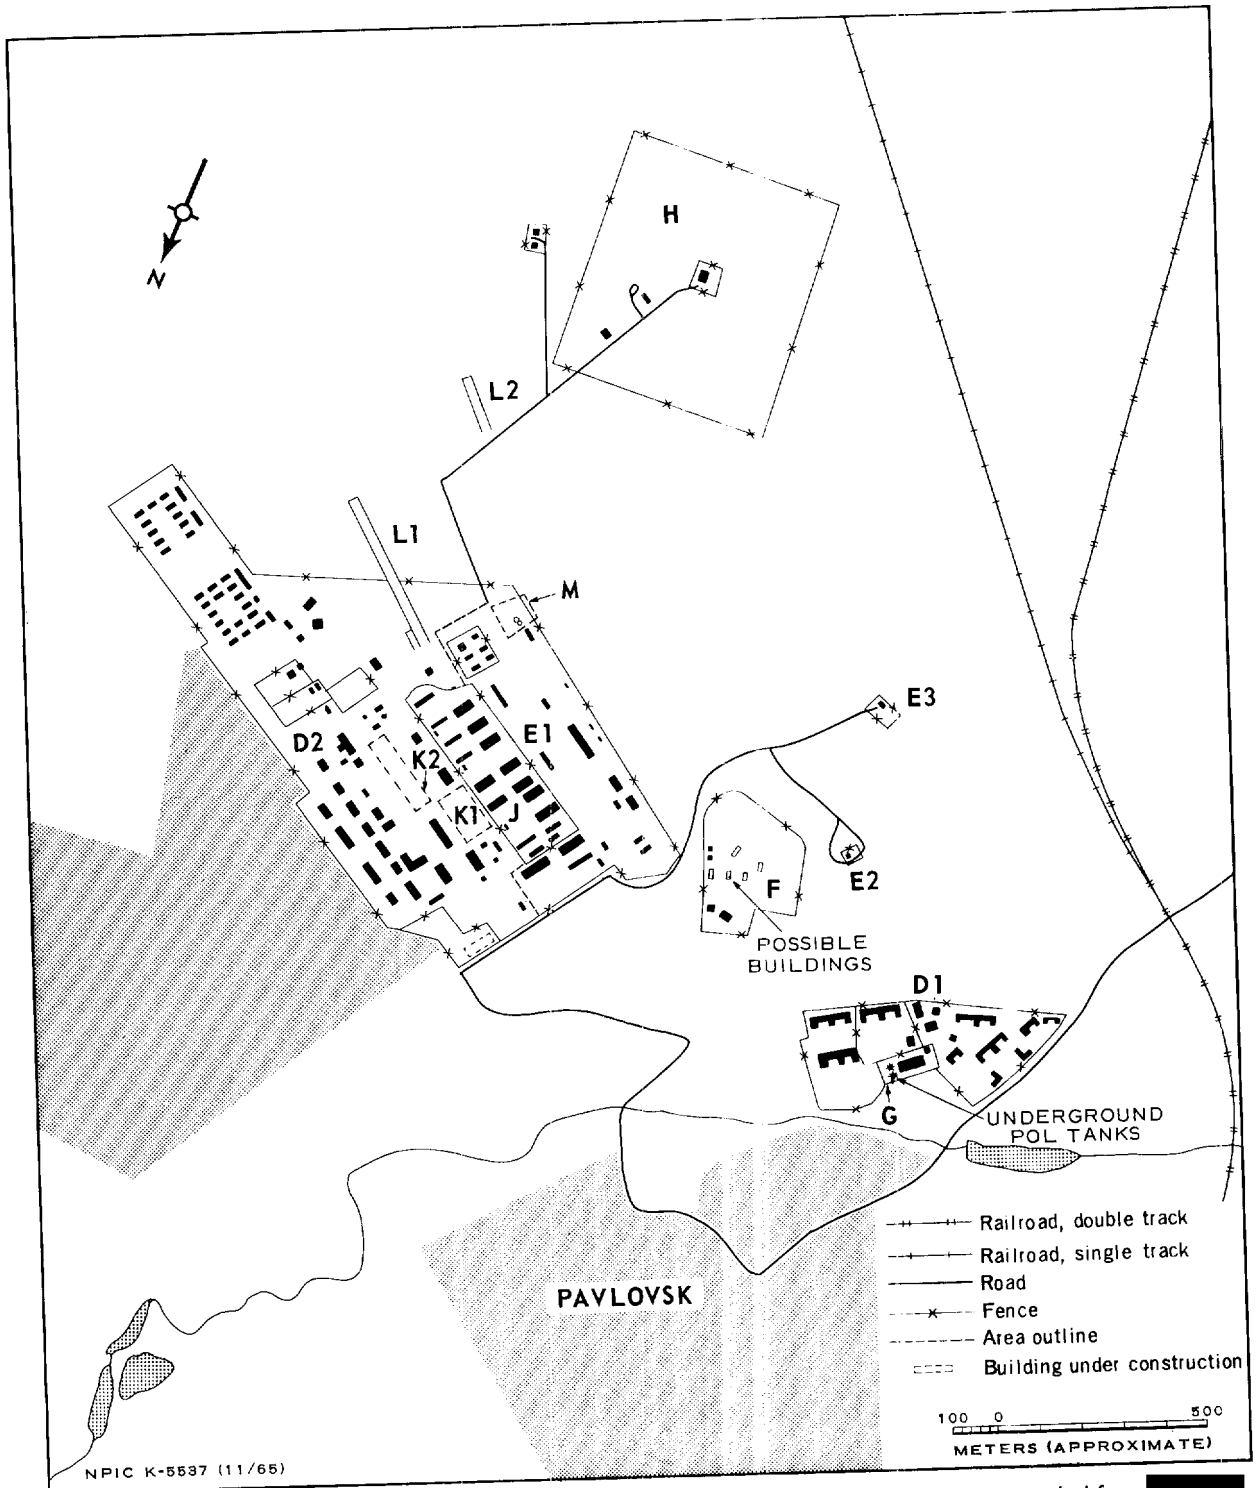 N
H
L2
L1
M
E3
E1
D2
K2
K1
J
E2
F
POSSIBLE
BUILDINGS
D1
G
UNDERGROUND
POL TANKS
PAVLOVSK
Railroad, double track
Railroad, single track
Road
Fence
Area outline
Building under construction
100 0 500
METERS (APPROXIMATE)
NPIC K-5537 (11/65)